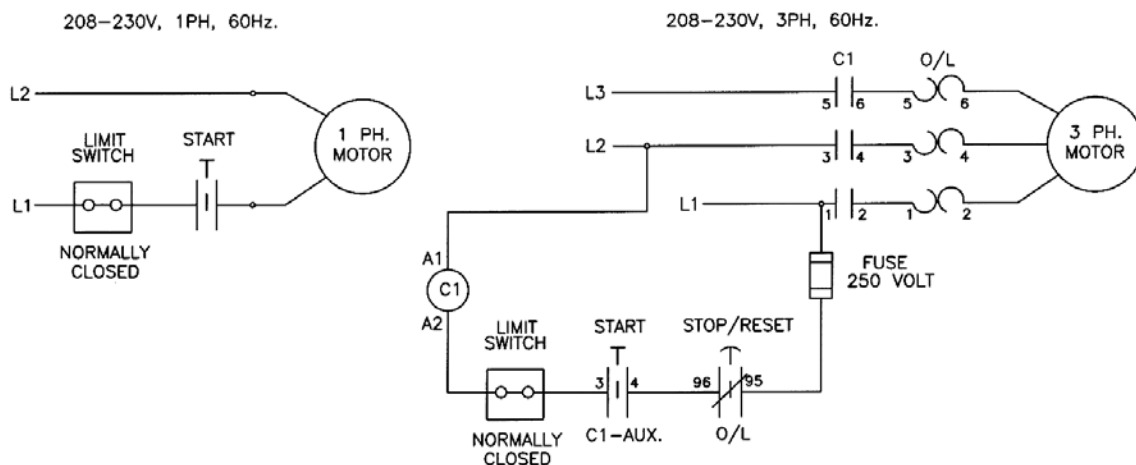 208-230V, 1PH, 60Hz.
L2
1 PH.
MOTOR
LIMIT
SWITCH
START
L1
NORMALLY
CLOSED
208-230V, 3PH, 60Hz.
C1
O/L
L3
5 6 5 6
L2
3 4 3 4
3 PH.
MOTOR
L1
1 2 1 2
FUSE
250 VOLT
A1
C1
A2
LIMIT
SWITCH
START
STOP/RESET
3 4
96 95
NORMALLY
CLOSED
C1-AUX.
O/L